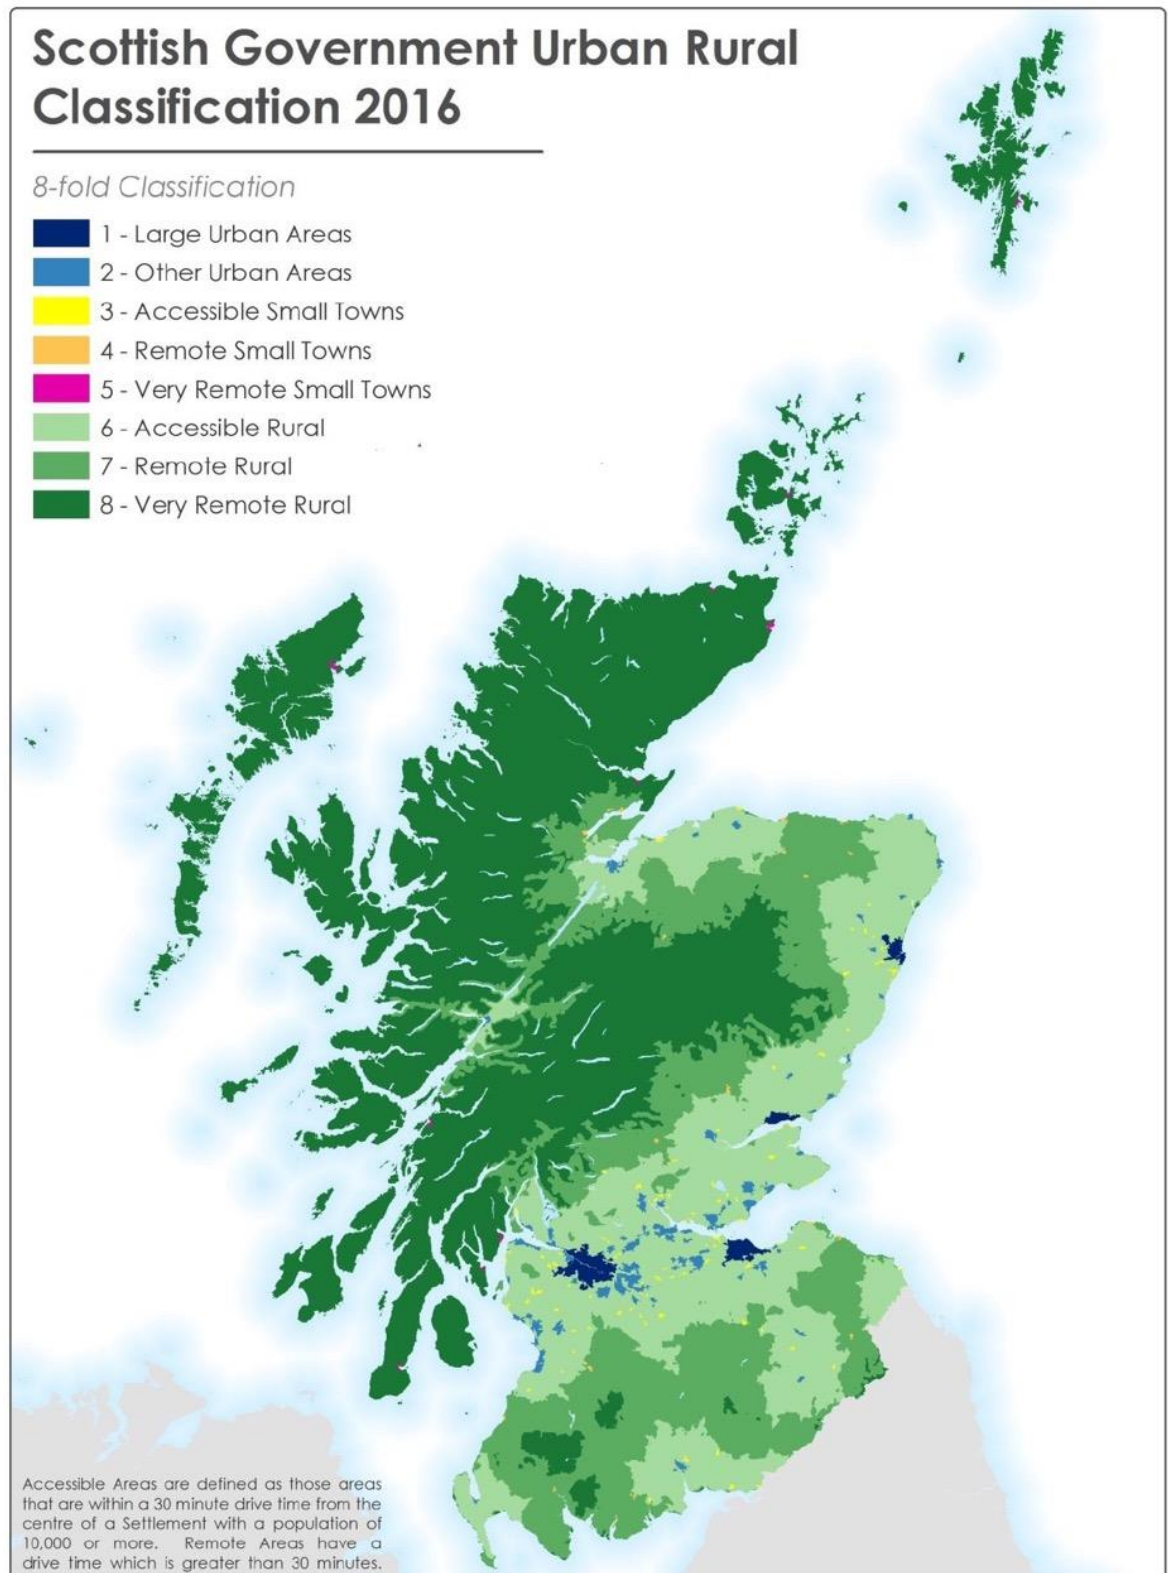 Scottish Government Urban Rural
Classification 2016
8-fold Classification
1 - Large Urban Areas
2 - Other Urban Areas
3 - Accessible Small Towns
4 - Remote Small Towns
5 - Very Remote Small Towns
6 - Accessible Rural
7 - Remote Rural
8 - Very Remote Rural
Accessible Areas are defined as those areas
that are within a 30 minute drive time from the
centre of a Settlement with a population of
10,000 or more. Remote Areas have a
drive time which is greater than 30 minutes.